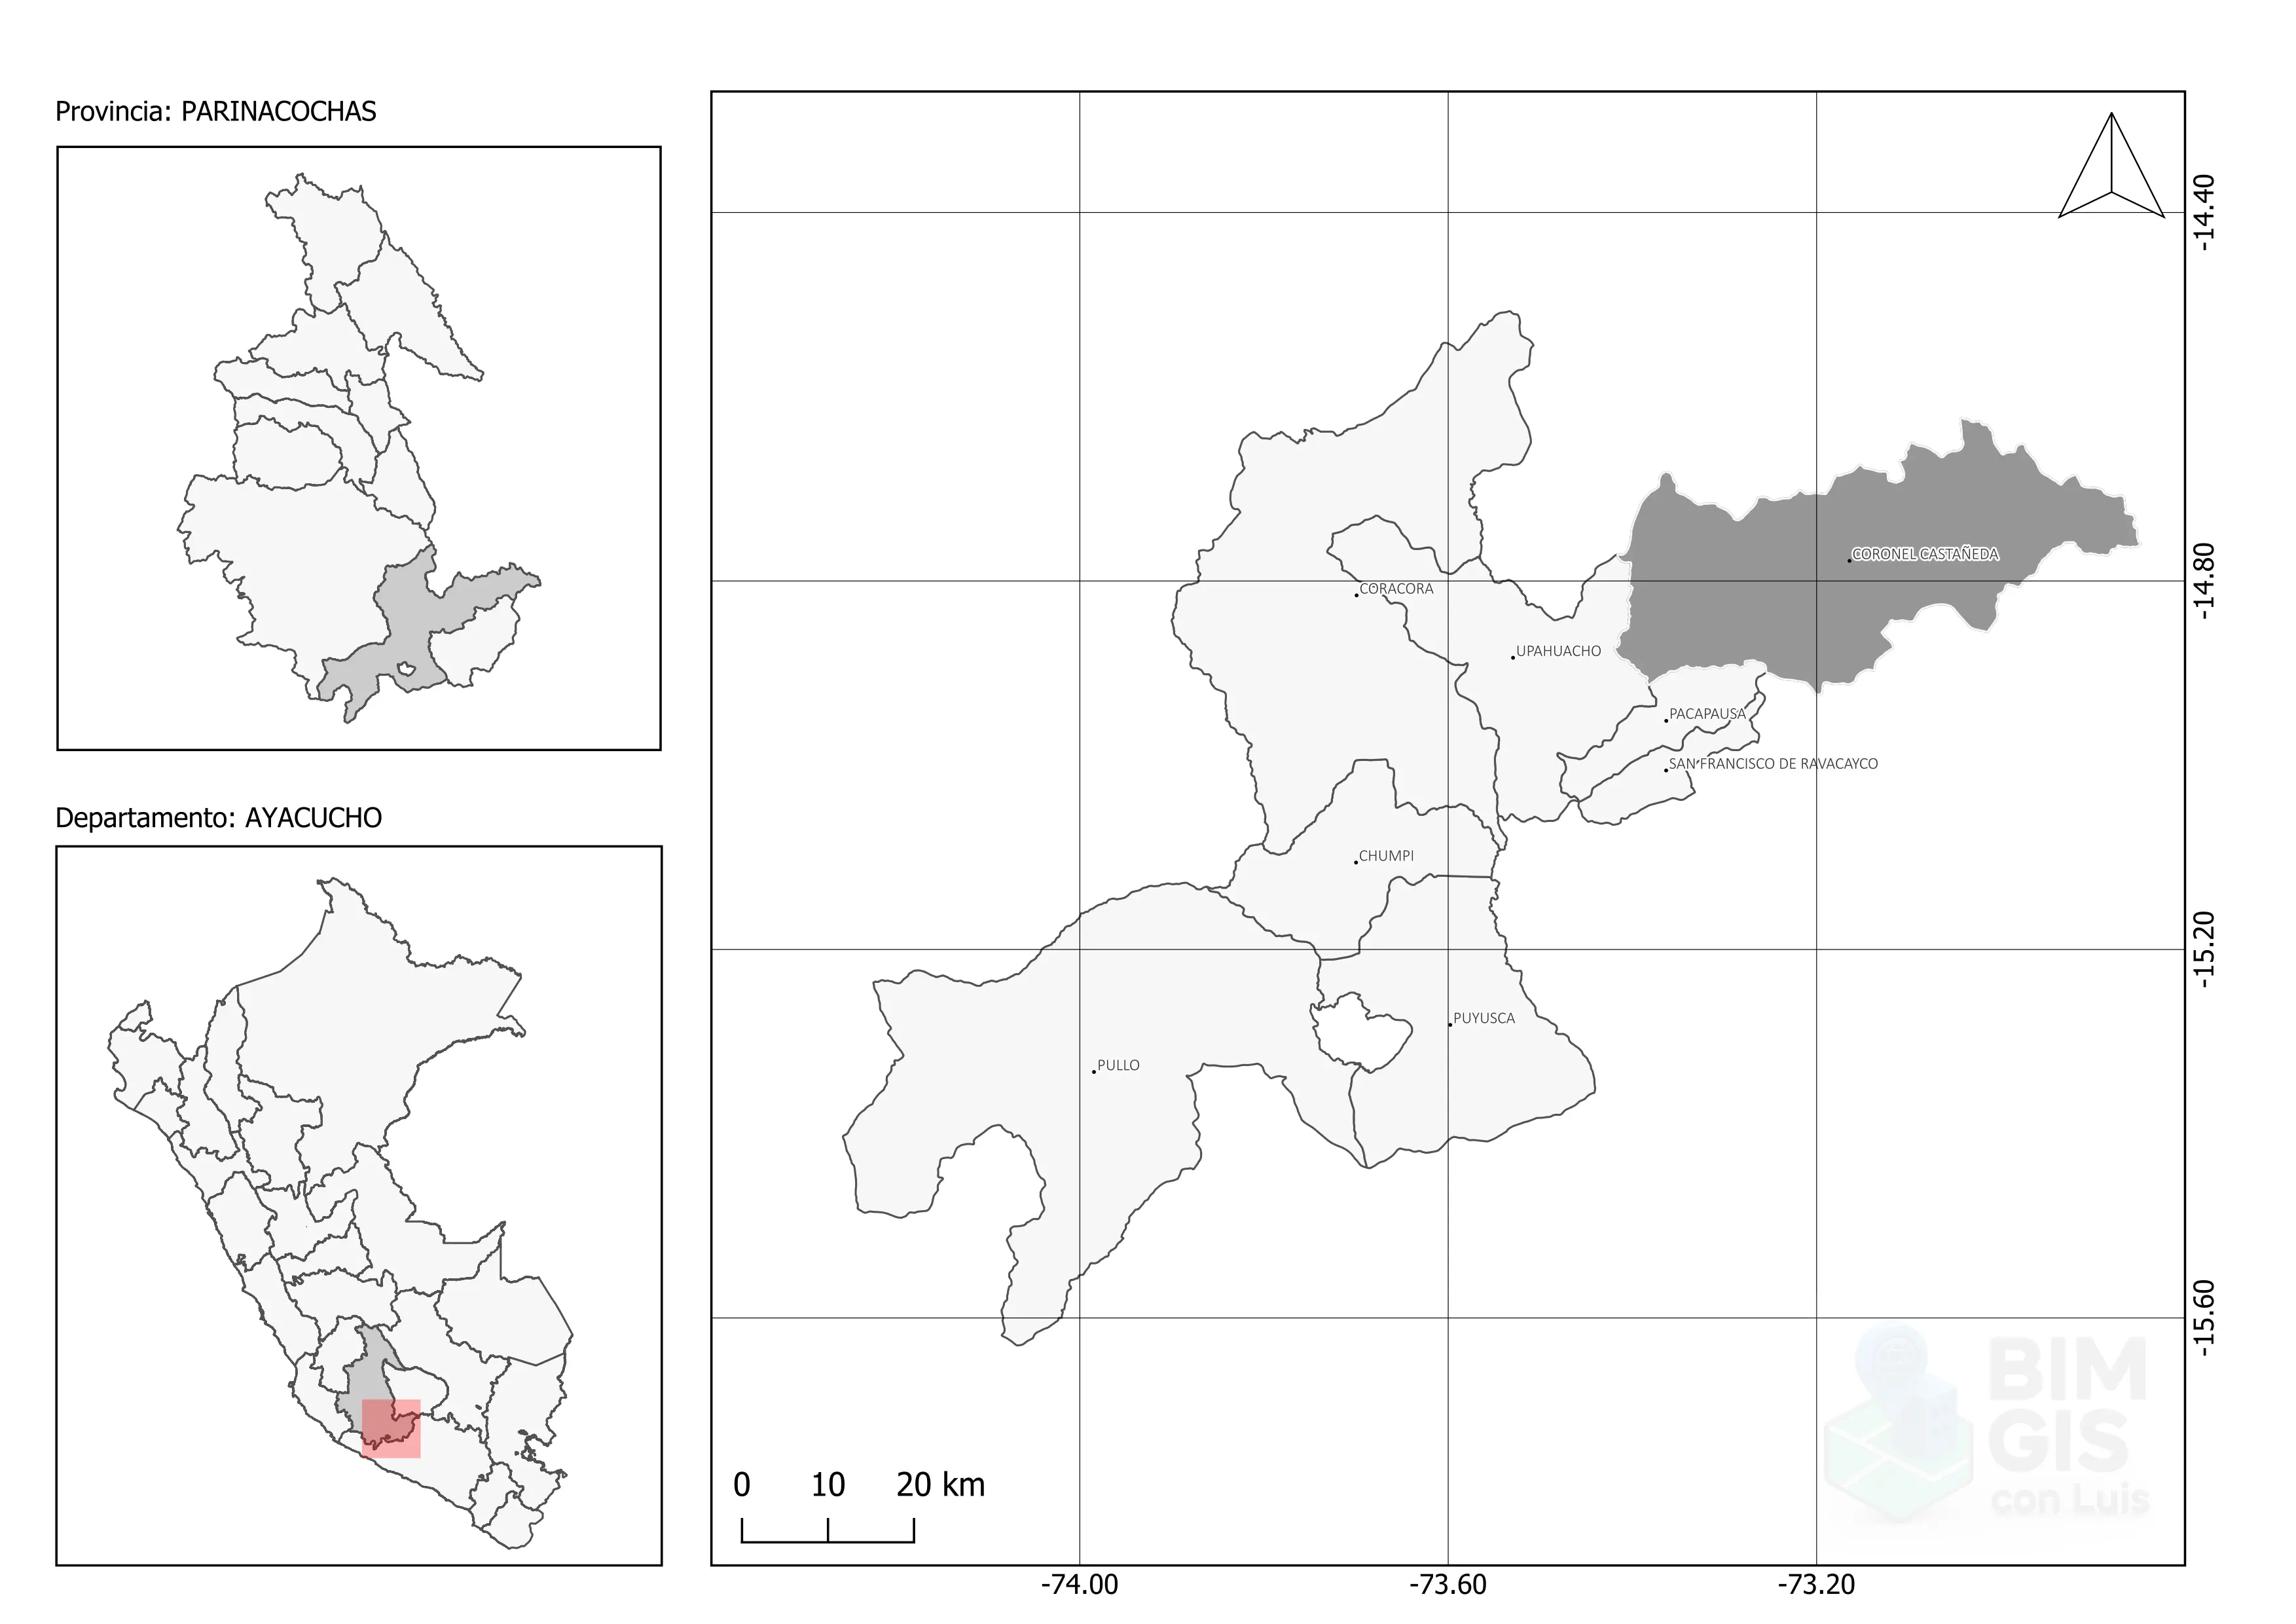 Provincia: PARINACOCHAS
Departamento: AYACUCHO
CORONEL CASTAÑEDA
CORACORA
UPAHUACHO
PACAPAUSA
SAN FRANCISCO DE RAVACAYCO
CHUMPI
PUYUSCA
PULLO
-14.40
-14.80
-15.20
-15.60
BIM
GIS
con Luis
0 10 20 km
-74.00 -73.60 -73.20